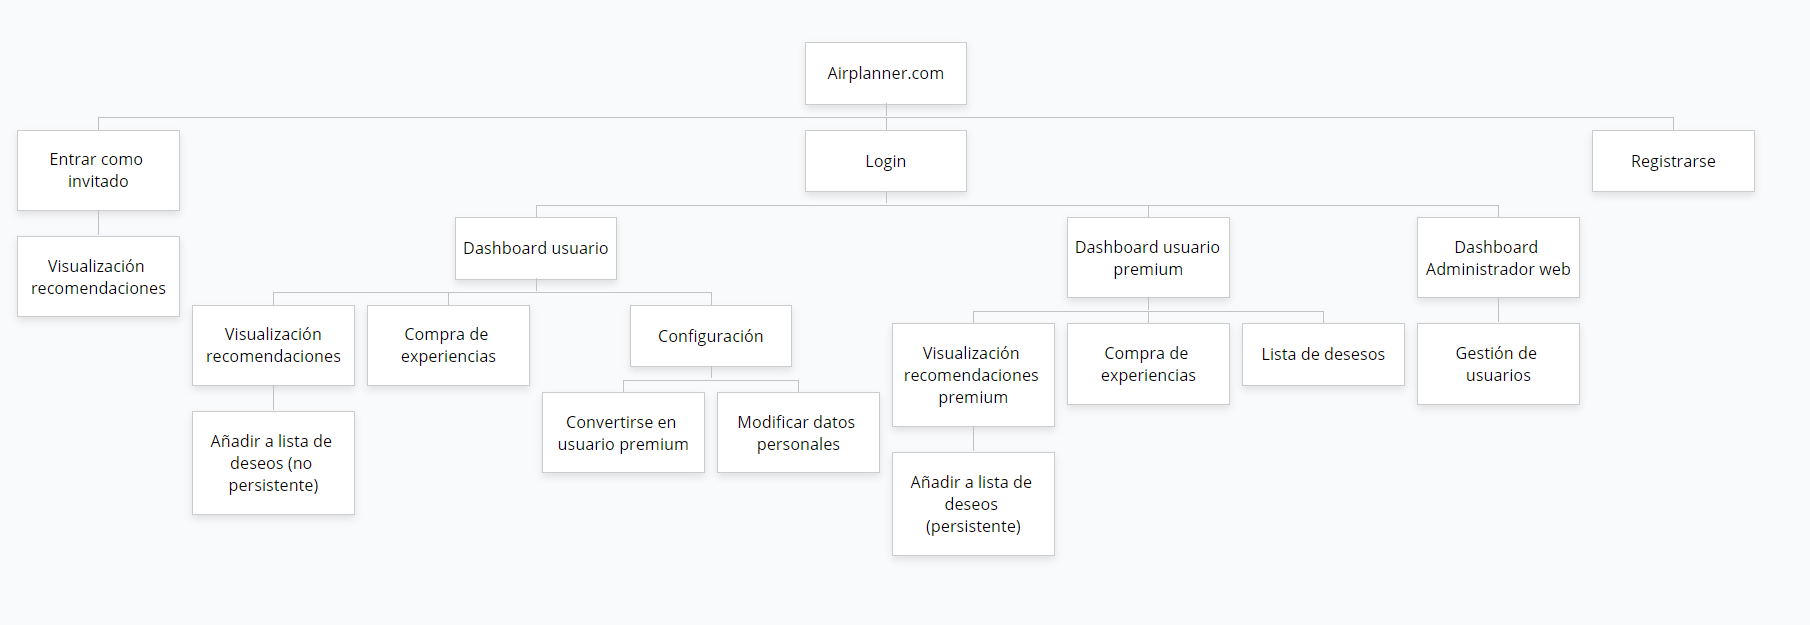 Airplanner.com
Entrar como
invitado
Login
Registrarse
Visualización
recomendaciones
Dashboard usuario
Dashboard usuario
premium
Dashboard
Administrador web
Visualización
recomendaciones
Compra de
experiencias
Configuración
Visualización
recomendaciones
premium
Compra de
experiencias
Lista de desesos
Gestión de
usuarios
Añadir a lista de
deseos (no
persistente)
Convertirse en
usuario premium
Modificar datos
personales
Añadir a lista de
deseos
(persistente)